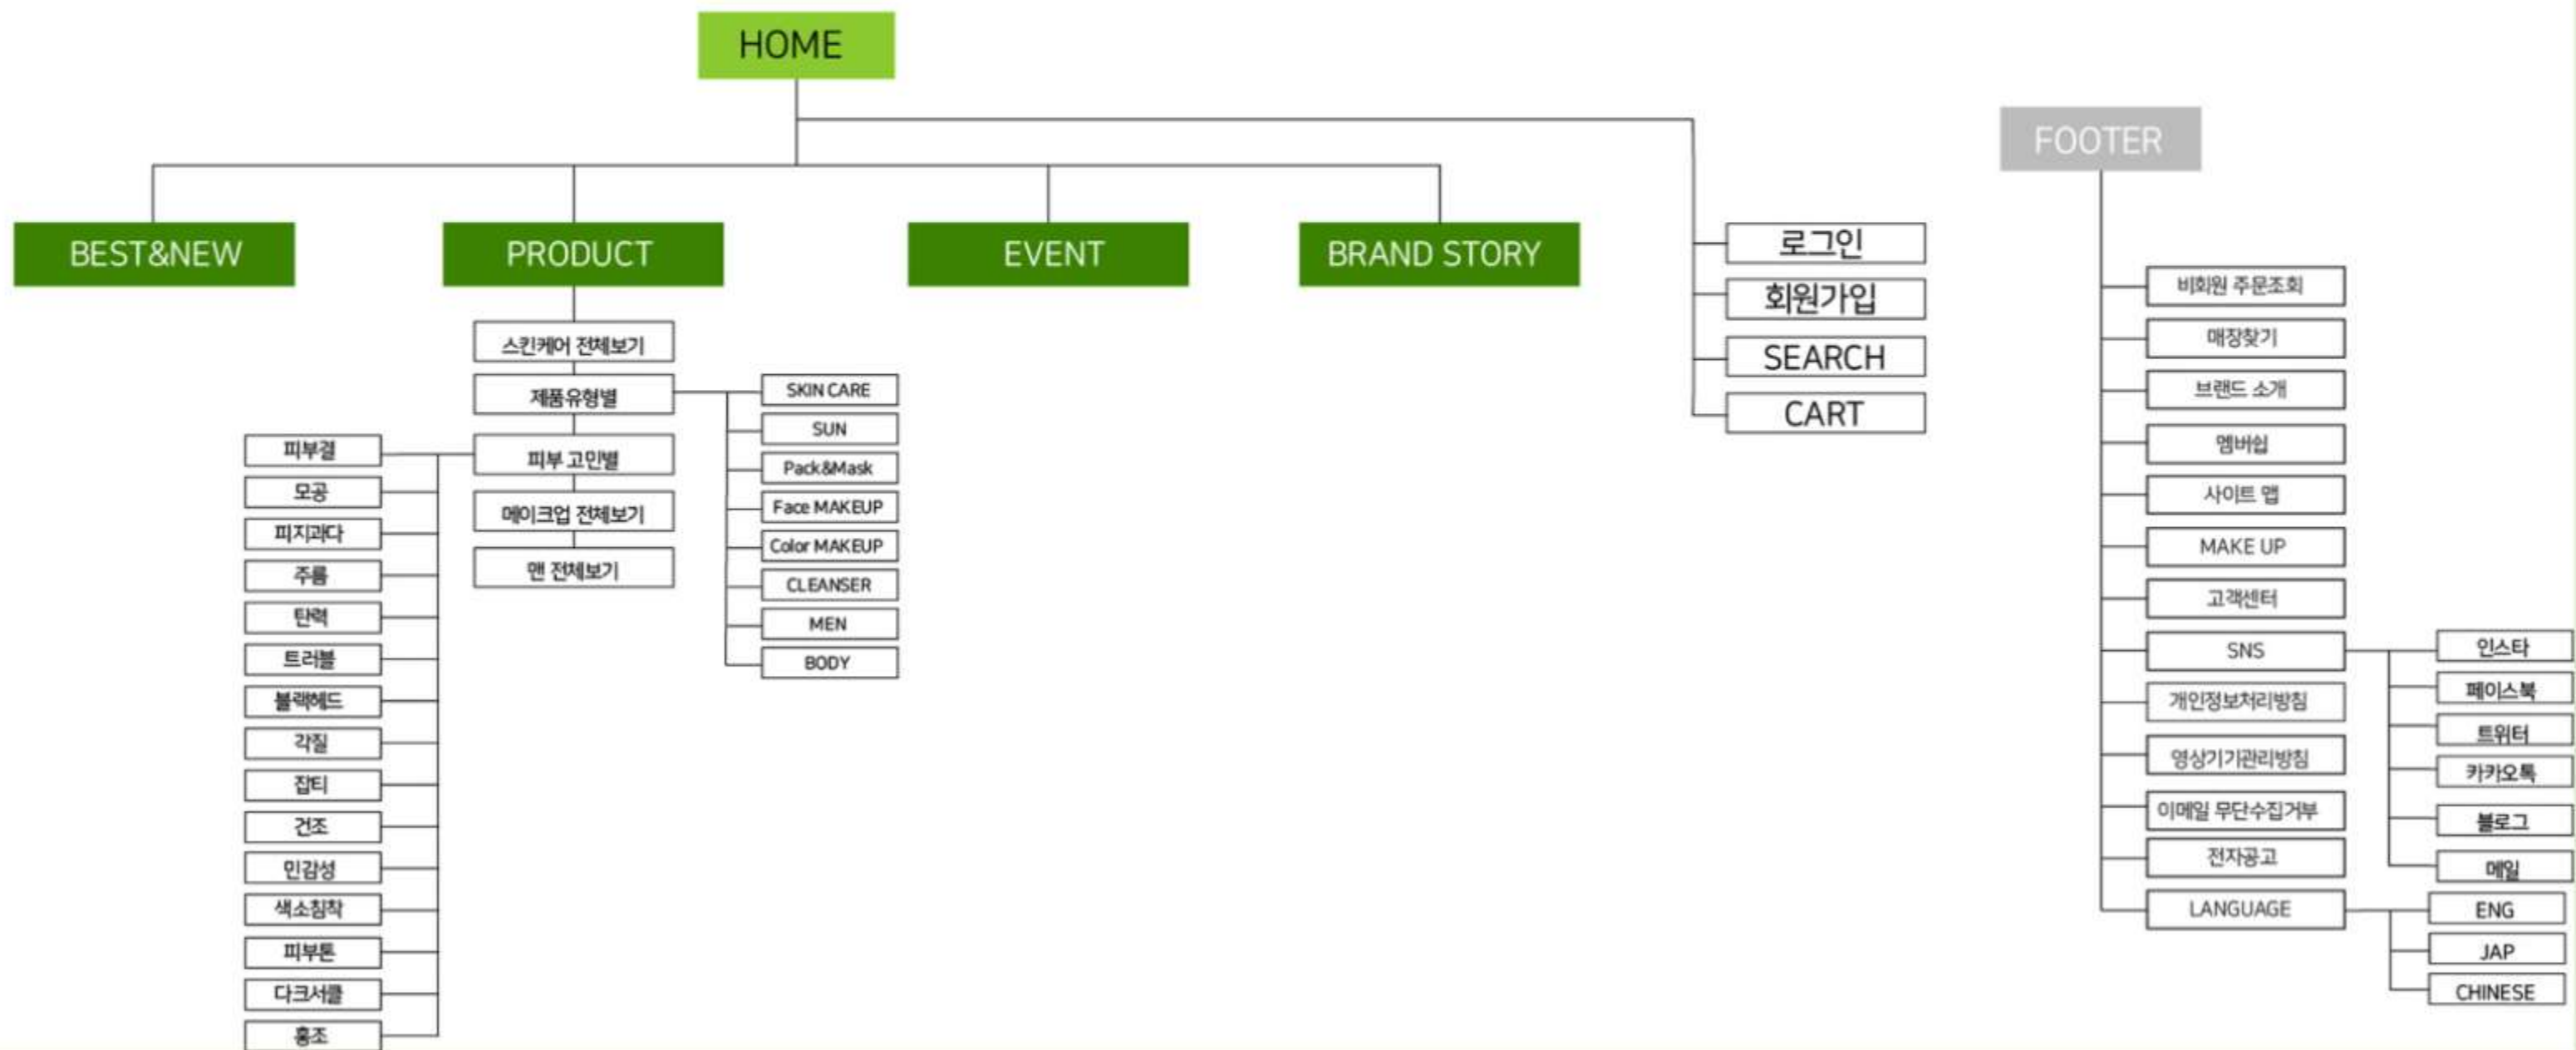 HOME
FOOTER
BEST&NEW
PRODUCT
EVENT
BRAND STORY
로그인
회원가입
SEARCH
CART
스킨케어 전체보기
제품유형별
피부 고민별
메이크업 전체보기
맨 전체보기
SKIN CARE
SUN
Pack&Mask
Face MAKEUP
Color MAKEUP
CLEANSER
MEN
BODY
피부결
모공
피지과다
주름
탄력
트러블
블랙헤드
각질
잡티
건조
민감성
색소침착
피부톤
다크서클
홍조
비회원 주문조회
매장찾기
브랜드 소개
멤버쉽
사이트 맵
MAKE UP
고객센터
SNS
개인정보처리방침
영상기기관리방침
이메일 무단수집거부
전자공고
LANGUAGE
인스타
페이스북
트위터
카카오톡
블로그
메일
ENG
JAP
CHINESE